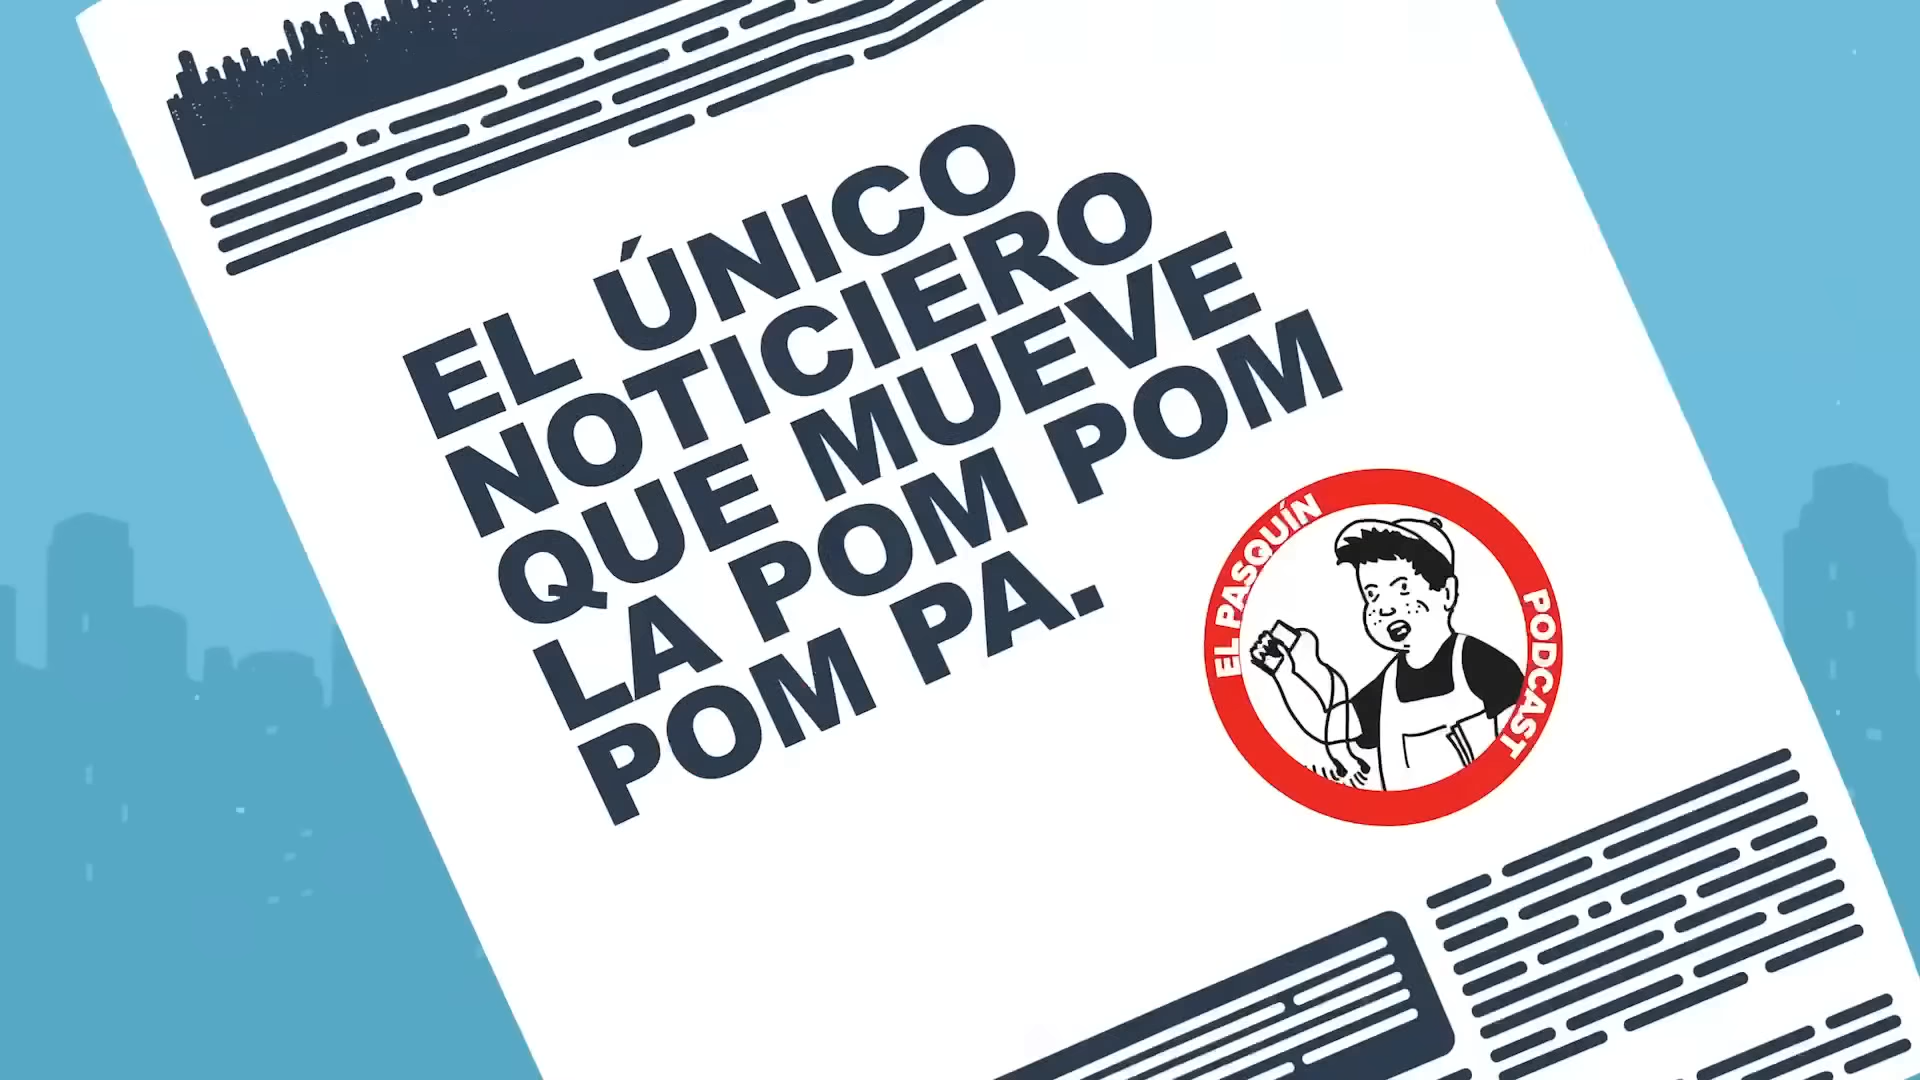 EL ÚNICO
NOTICIERO
QUE MUEVE
LA POM POM
POM PA.
EL PASQUÍN
PODCAST